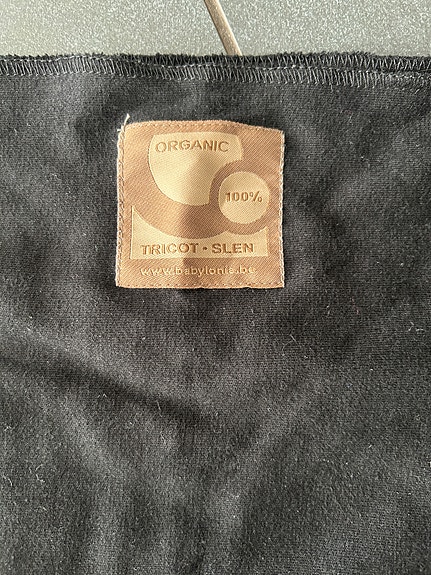 ORGANIC
100%
TRICOT • SLEN
www.babylonia.be